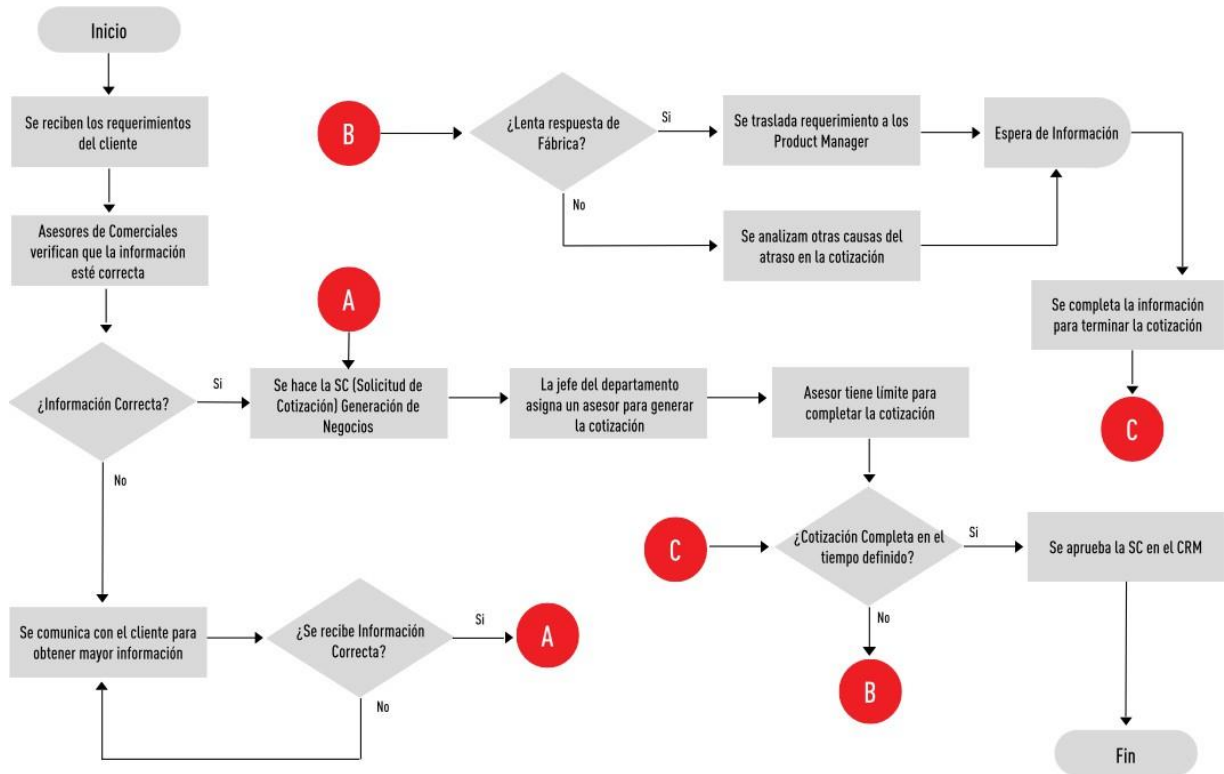 Inicio
Se reciben los requerimientos
del cliente
Asesores de Comerciales
verifican que la información
esté correcta
¿Información Correcta?
Si
No
Se comunica con el cliente para
obtener mayor información
¿Se recibe Información
Correcta?
Si
No
A
B
¿Lenta respuesta de
Fábrica?
Si
No
Se traslada requerimiento a los
Product Manager
Se analizam otras causas del
atraso en la cotización
Espera de Información
Se completa la información
para terminar la cotización
C
A
Se hace la SC (Solicitud de
Cotización) Generación de
Negocios
La jefe del departamento
asigna un asesor para generar
la cotización
Asesor tiene límite para
completar la cotización
C
¿Cotización Completa en el
tiempo definido?
Si
No
B
Se aprueba la SC en el CRM
Fin